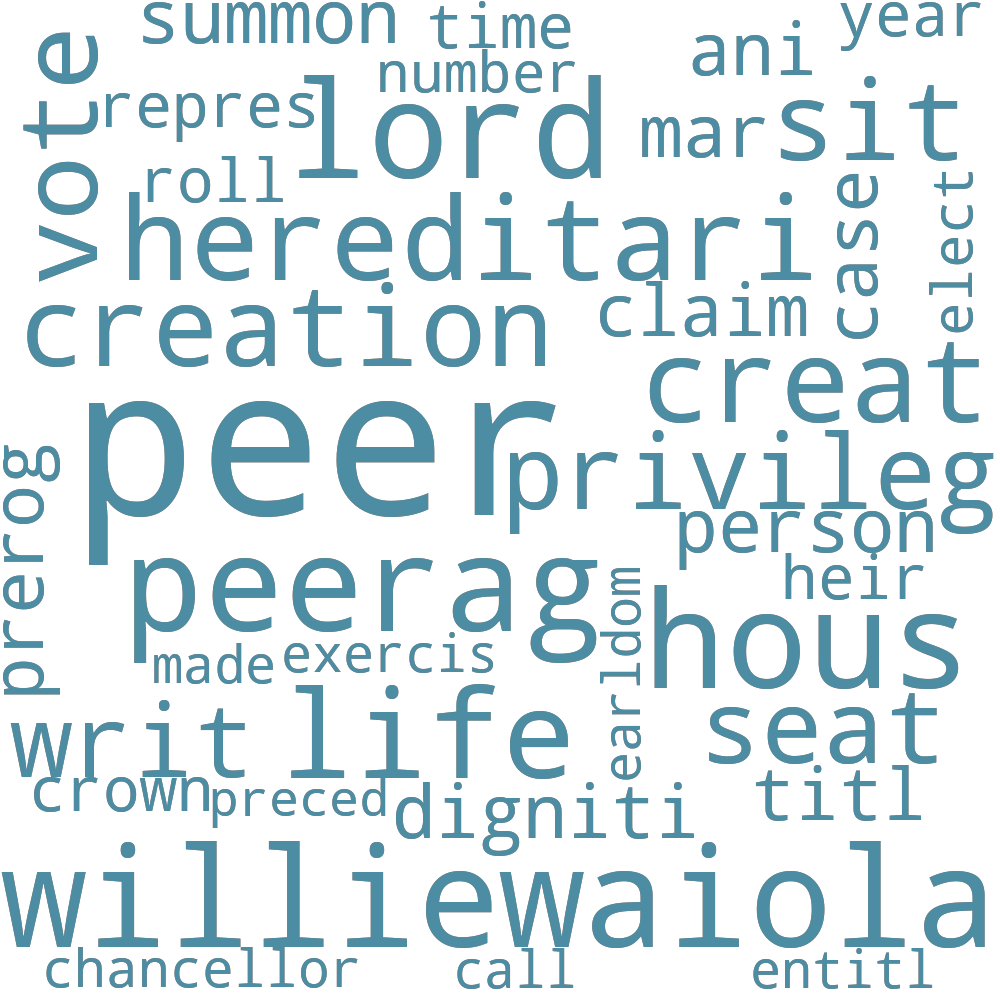 summon time year
number ani
vote repres lord mar sit
roll hereditari case elect
creation claim
creat
peer privileg
prerog person
peerag heir
earldom hous
made exercis
writ life seat
crown preced digniti titl
williewaiola
chancellor call entitl